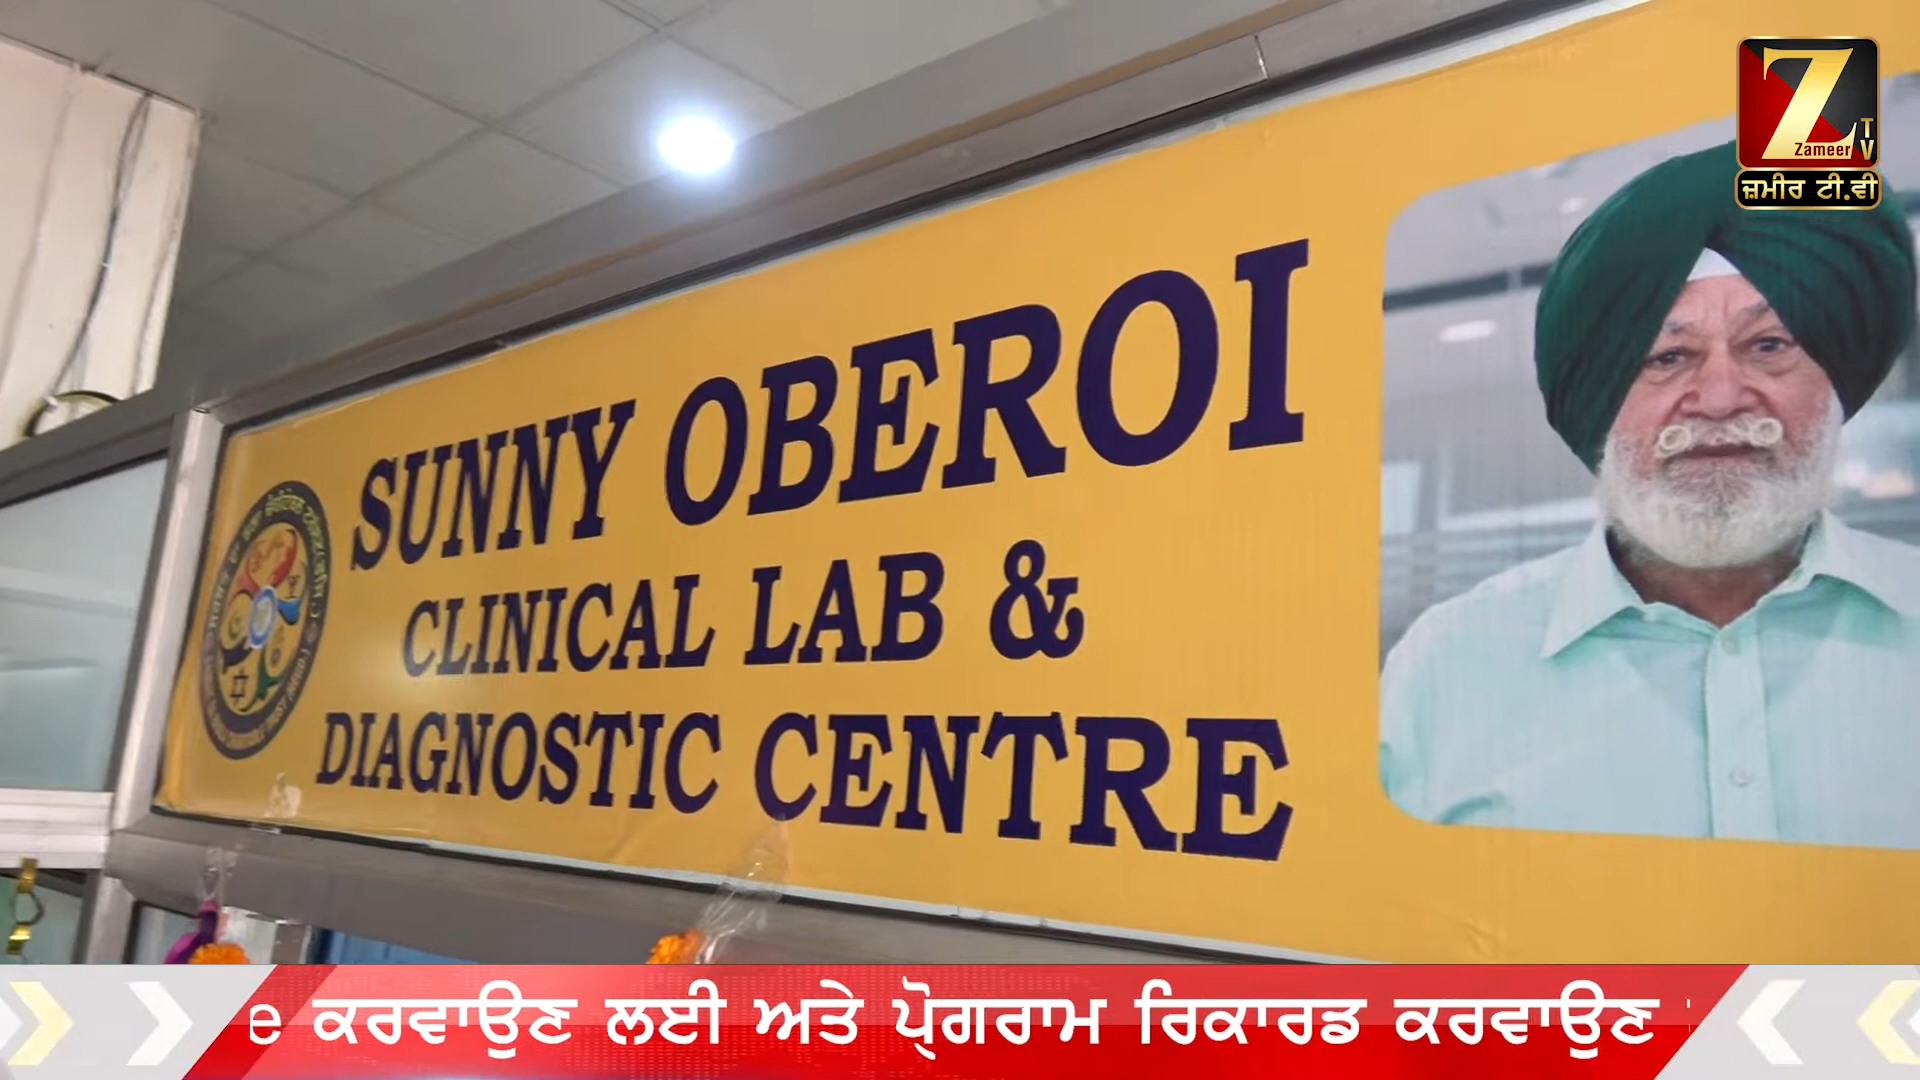 Z
TV
Zameer
ਜ਼ਮੀਰ ਟੀ.ਵੀ
SUNNY OBEROI
CLINICAL LAB &
DIAGNOSTIC CENTRE
e ਕਰਵਾਉਣ ਲਈ ਅਤੇ ਪ੍ਰੋਗਰਾਮ ਰਿਕਾਰਡ ਕਰਵਾਉਣ